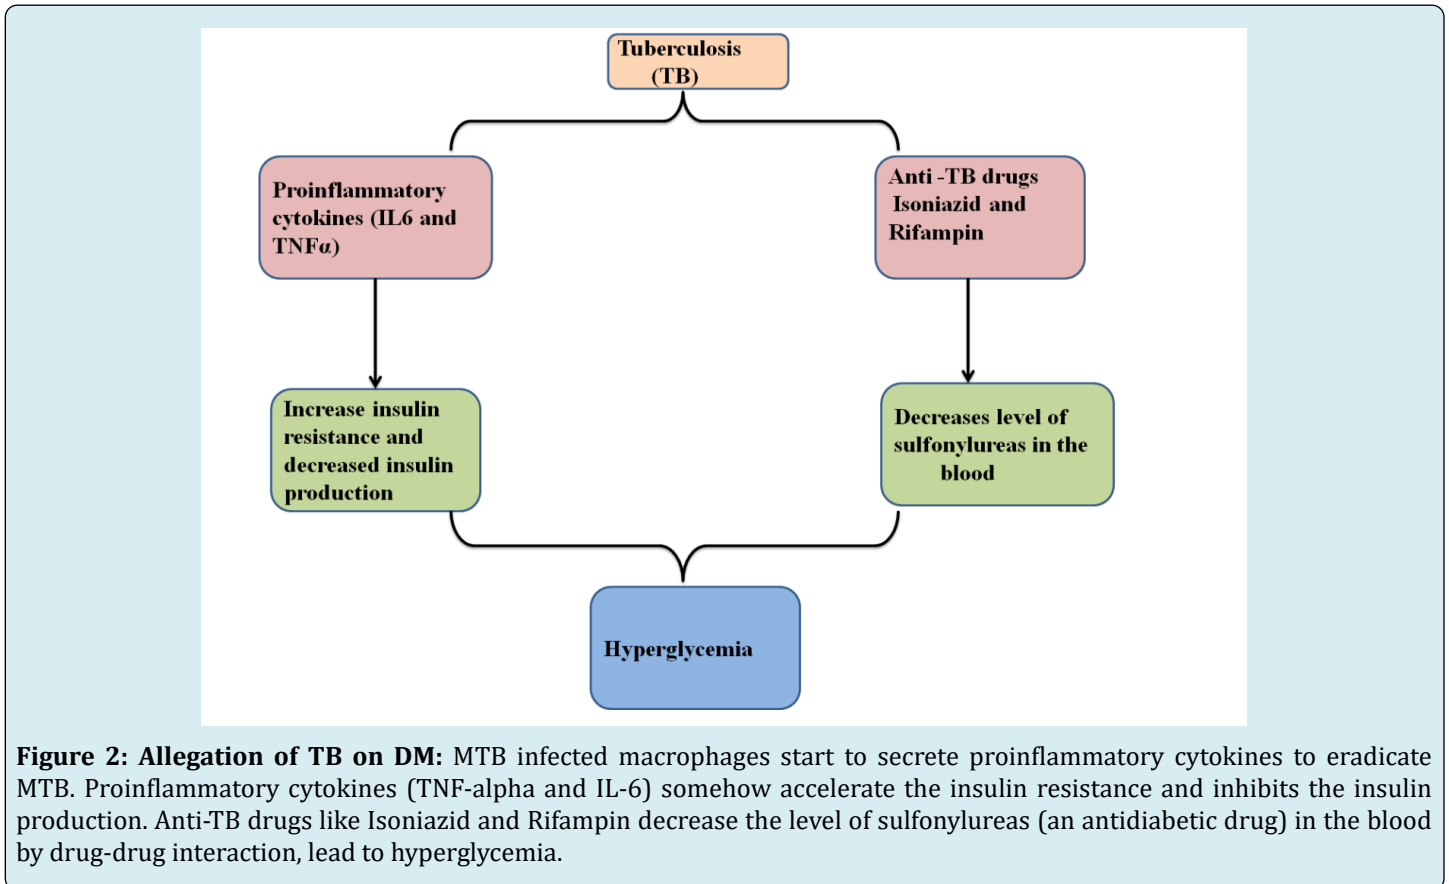 Tuberculosis
(TB)
Proinflammatory
cytokines (IL6 and
TNFα)
Anti -TB drugs
Isoniazid and
Rifampin
Increase insulin
resistance and
decreased insulin
production
Decreases level of
sulfonylureas in the
blood
Hyperglycemia
Figure 2: Allegation of TB on DM: MTB infected macrophages start to secrete proinflammatory cytokines to eradicate
MTB. Proinflammatory cytokines (TNF-alpha and IL-6) somehow accelerate the insulin resistance and inhibits the insulin
production. Anti-TB drugs like Isoniazid and Rifampin decrease the level of sulfonylureas (an antidiabetic drug) in the blood
by drug-drug interaction, lead to hyperglycemia.